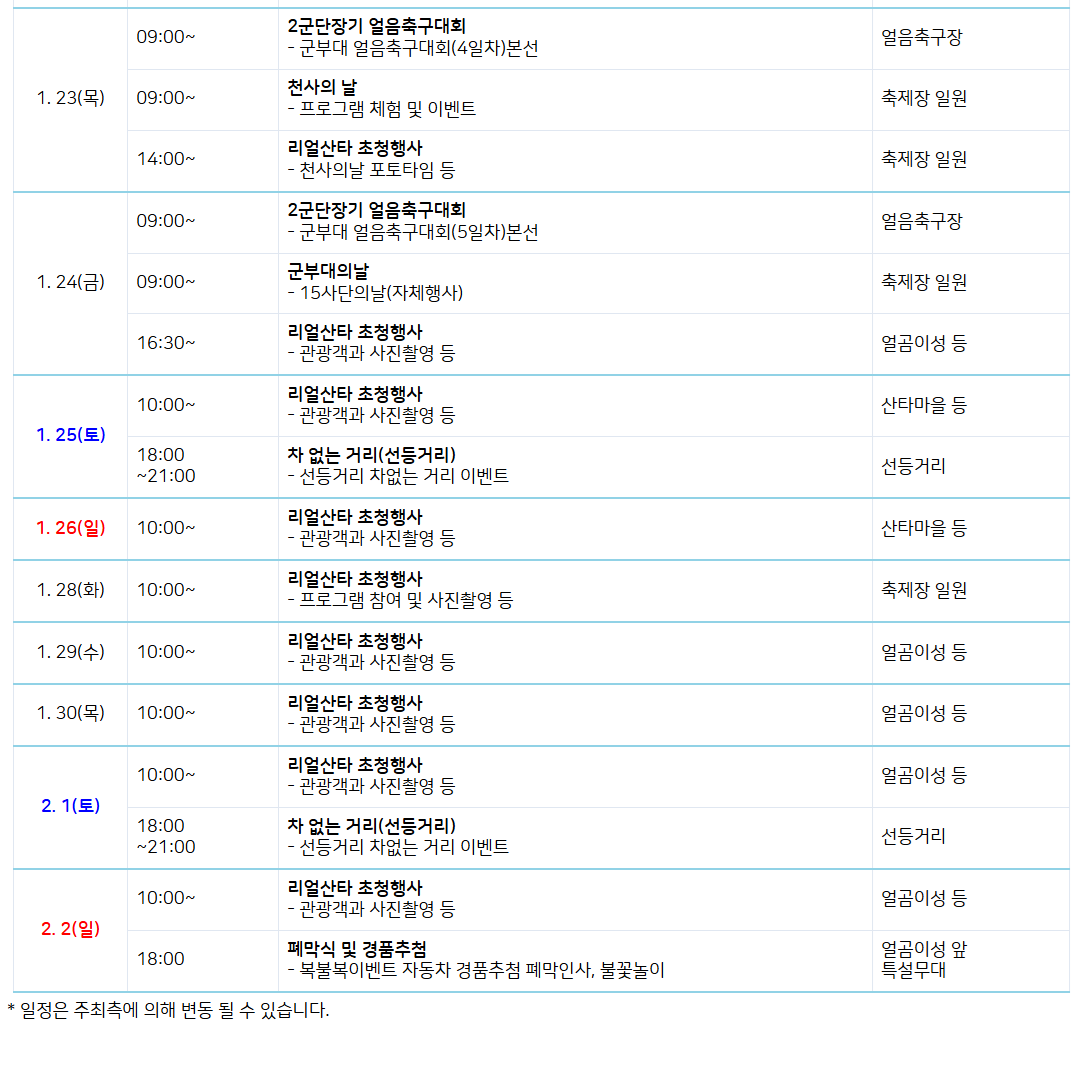 1. 23(목)
09:00~
2군단장기 얼음축구대회
- 군부대 얼음축구대회(4일차)본선
얼음축구장
09:00~
천사의 날
- 프로그램 체험 및 이벤트
축제장 일원
14:00~
리얼산타 초청행사
- 천사의날 포토타임 등
축제장 일원
1. 24(금)
09:00~
2군단장기 얼음축구대회
- 군부대 얼음축구대회(5일차)본선
얼음축구장
09:00~
군부대의날
- 15사단의날(자체행사)
축제장 일원
16:30~
리얼산타 초청행사
- 관광객과 사진촬영 등
얼곰이성 등
1. 25(토)
10:00~
리얼산타 초청행사
- 관광객과 사진촬영 등
산타마을 등
18:00
~21:00
차 없는 거리(선등거리)
- 선등거리 차없는 거리 이벤트
선등거리
1. 26(일)
10:00~
리얼산타 초청행사
- 관광객과 사진촬영 등
산타마을 등
1. 28(화)
10:00~
리얼산타 초청행사
- 프로그램 참여 및 사진촬영 등
축제장 일원
1. 29(수)
10:00~
리얼산타 초청행사
- 관광객과 사진촬영 등
얼곰이성 등
1. 30(목)
10:00~
리얼산타 초청행사
- 관광객과 사진촬영 등
얼곰이성 등
2. 1(토)
10:00~
리얼산타 초청행사
- 관광객과 사진촬영 등
얼곰이성 등
18:00
~21:00
차 없는 거리(선등거리)
- 선등거리 차없는 거리 이벤트
선등거리
2. 2(일)
10:00~
리얼산타 초청행사
- 관광객과 사진촬영 등
얼곰이성 등
18:00
폐막식 및 경품추첨
- 복불복이벤트 자동차 경품추첨 폐막인사, 불꽃놀이
얼곰이성 앞
특설무대
* 일정은 주최측에 의해 변동 될 수 있습니다.